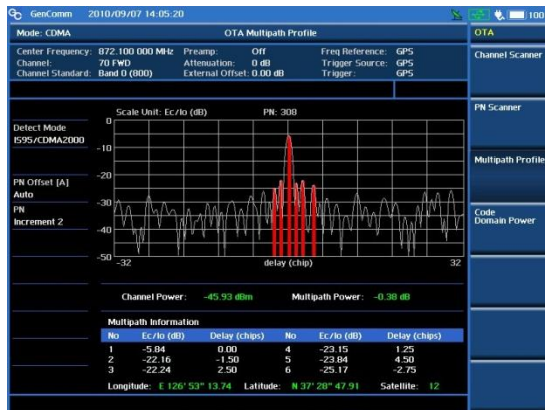 GenComm 2010/09/07 14:05:20 100
Mode: CDMA OTA Multipath Profile OTA
Center Frequency: 872.100 000 MHz Preamp: Off Freq Reference: GPS
Channel: 70 FWD Attenuation: 0 dB Trigger Source: GPS
Channel Standard: Band 0 (800) External Offset: 0.00 dB Trigger: GPS
Channel Scanner
PN Scanner
Multipath Profile
Code
Domain Power
Detect Mode
IS95/CDMA2000
PN Offset [A]
Auto
PN
Increment 2
Scale Unit: Ec/Io (dB) PN: 308
0
-10
-20
-30
-40
-50
-32 delay (chip) 32
Channel Power: -45.93 dBm Multipath Power: -0.38 dB
Multipath Information
No Ec/Io (dB) Delay (chips) No Ec/Io (dB) Delay (chips)
1 -5.84 0.00 4 -23.15 1.25
2 -22.16 -1.50 5 -23.84 4.50
3 -22.24 2.50 6 -25.17 -2.75
Longitude: E 126' 53" 13.74 Latitude: N 37' 28" 47.91 Satellite: 12